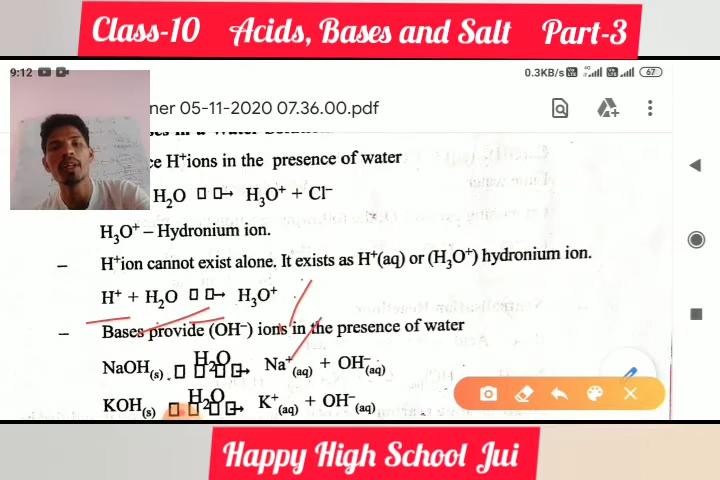 Class-10 Acids, Bases and Salt Part-3
9:12 0.3KB/s 67
ner 05-11-2020 07.36.00.pdf
ce H⁺ions in the presence of water
H₂O → H₃O⁺ + Cl⁻
H₃O⁺ – Hydronium ion.
– H⁺ion cannot exist alone. It exists as H⁺(aq) or (H₃O⁺) hydronium ion.
H⁺ + H₂O → H₃O⁺
– Bases provide (OH⁻) ions in the presence of water
NaOH(s) H₂O → Na⁺(aq) + OH⁻(aq)
KOH(s) H₂O → K⁺(aq) + OH⁻(aq)
Happy High School Jui